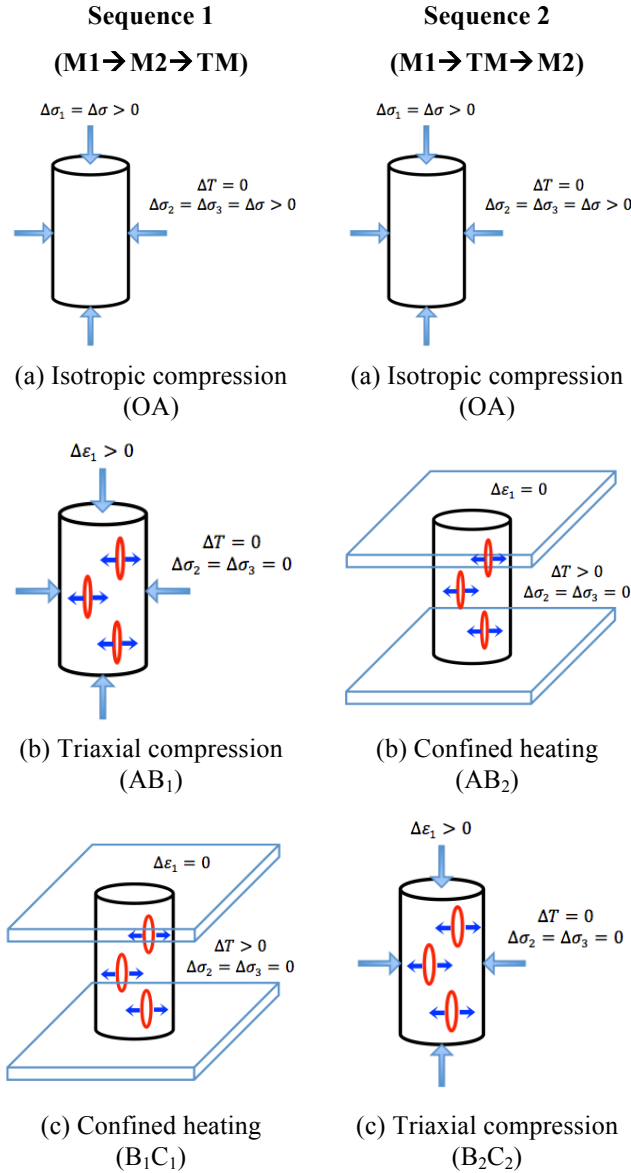 Sequence 1
(M1→M2→TM)
Δσ₁ = Δσ > 0
ΔT = 0
Δσ₂ = Δσ₃ = Δσ > 0
(a) Isotropic compression
(OA)
Δε₁ > 0
ΔT = 0
Δσ₂ = Δσ₃ = 0
(b) Triaxial compression
(AB₁)
Δε₁ = 0
ΔT > 0
Δσ₂ = Δσ₃ = 0
(c) Confined heating
(B₁C₁)
Sequence 2
(M1→TM→M2)
Δσ₁ = Δσ > 0
ΔT = 0
Δσ₂ = Δσ₃ = Δσ > 0
(a) Isotropic compression
(OA)
Δε₁ = 0
ΔT > 0
Δσ₂ = Δσ₃ = 0
(b) Confined heating
(AB₂)
Δε₁ > 0
ΔT = 0
Δσ₂ = Δσ₃ = 0
(c) Triaxial compression
(B₂C₂)